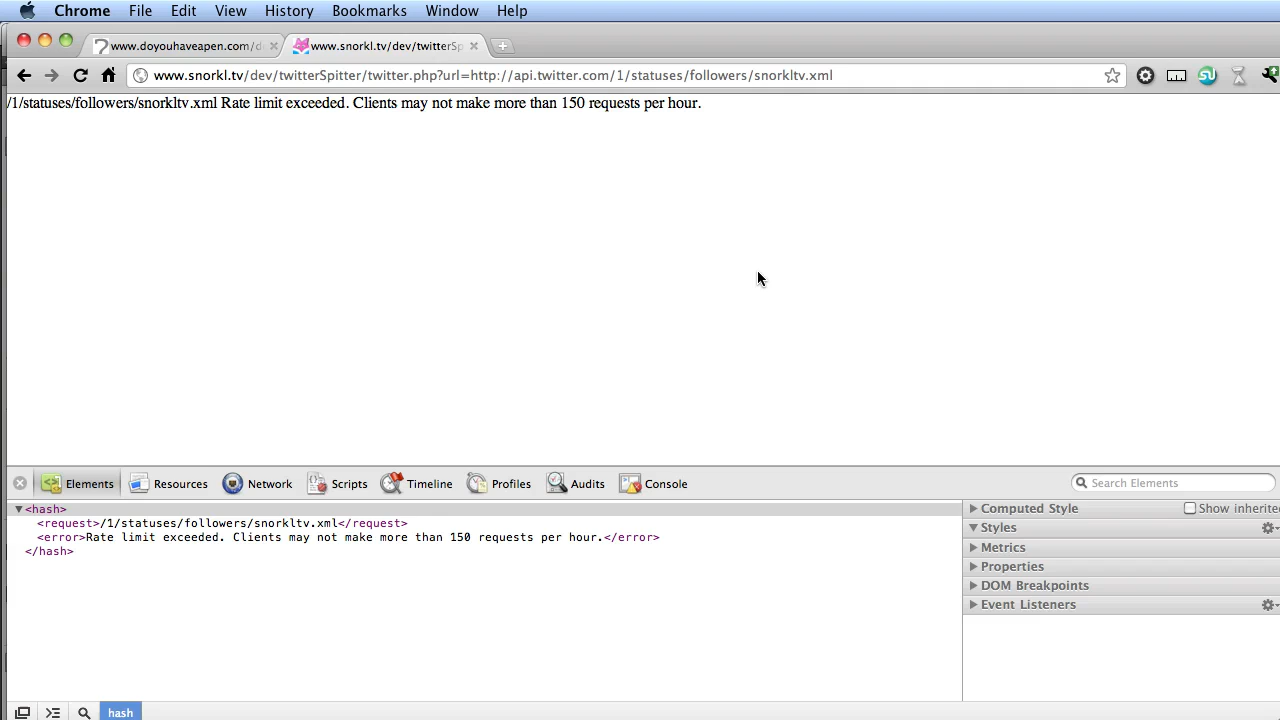 Chrome File Edit View History Bookmarks Window Help
www.doyouhaveapen.com/d
www.snorkl.tv/dev/twitterSp
www.snorkl.tv/dev/twitterSpitter/twitter.php?url=http://api.twitter.com/1/statuses/followers/snorkltv.xml
/1/statuses/followers/snorkltv.xml Rate limit exceeded. Clients may not make more than 150 requests per hour.
Elements Resources Network Scripts Timeline Profiles Audits Console Search Elements
<hash>
<request>/1/statuses/followers/snorkltv.xml</request>
<error>Rate limit exceeded. Clients may not make more than 150 requests per hour.</error>
</hash>
Computed Style Show inherite
Styles
Metrics
Properties
DOM Breakpoints
Event Listeners
hash